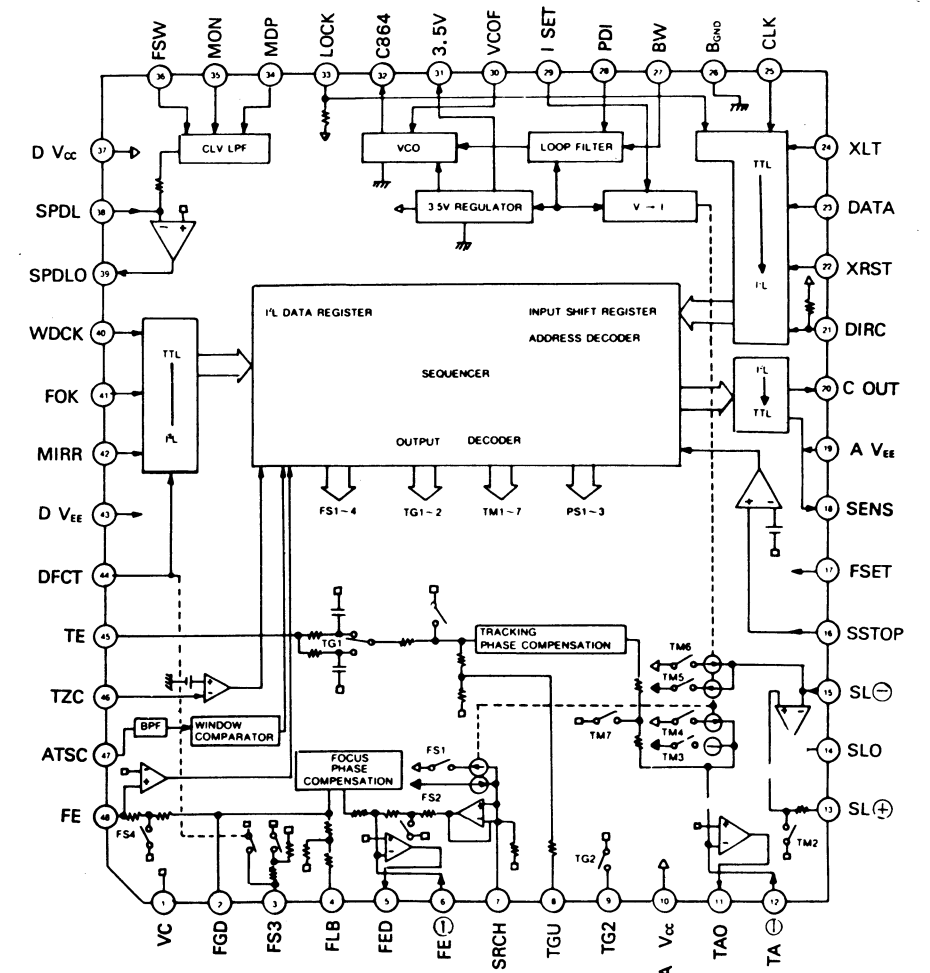 FSW
MON
MDP
LOCK
C864
3.5V
VCOF
I SET
PDI
BW
BGND
CLK
36
35
34
33
32
31
30
29
28
27
26
25
D Vcc
37
CLV LPF
VCO
LOOP FILTER
TTL
I²L
24
XLT
SPDL
38
3.5V REGULATOR
V → I
23
DATA
SPDLO
39
22
XRST
WDCK
40
I²L DATA REGISTER
INPUT SHIFT REGISTER
21
DIRC
ADDRESS DECODER
TTL
I²L
SEQUENCER
I²L
TTL
20
C OUT
FOK
41
MIRR
42
OUTPUT DECODER
19
A VEE
D VEE
43
FS1~4
TG1~2
TM1~7
PS1~3
18
SENS
DFCT
44
17
FSET
TE
45
TG1
TRACKING
PHASE COMPENSATION
16
SSTOP
TM6
TM5
TZC
46
15
SL⊖
TM7
TM4
TM3
ATSC
47
BPF
WINDOW
COMPARATOR
14
SLO
FOCUS
PHASE
COMPENSATION
FS1
FS2
FE
48
FS4
13
SL⊕
TM2
TG2
1
2
3
4
5
6
7
8
9
10
11
12
VC
FGD
FS3
FLB
FED
FE⊖
SRCH
TGU
TG2
A Vcc
TAO
TA⊖